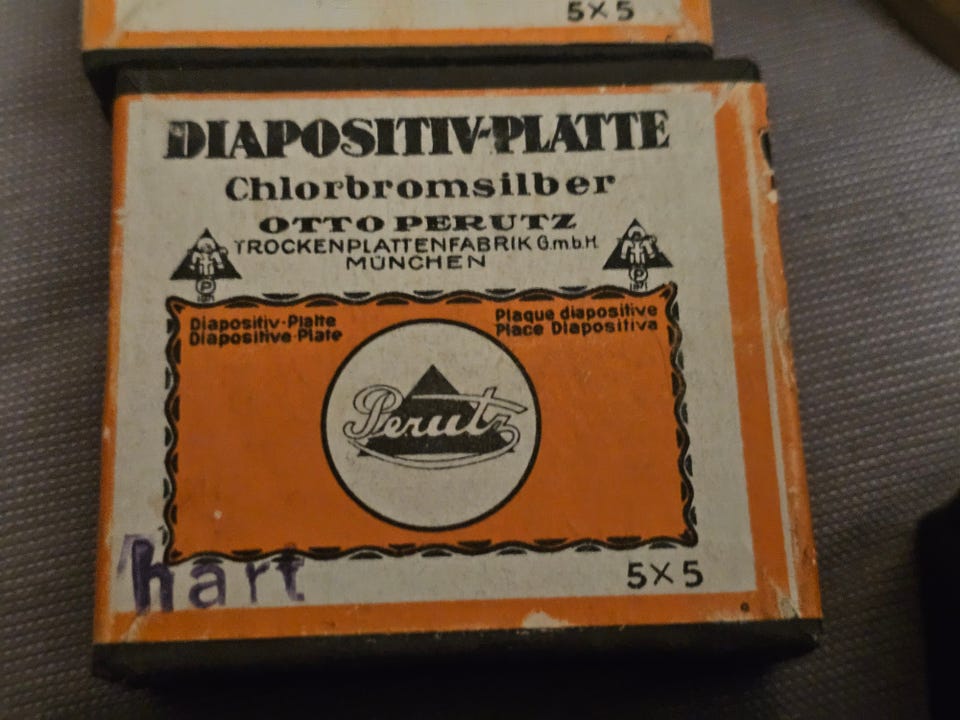 5×5
DIAPOSITIV-PLATTE
Chlorbromsilber
OTTO PERUTZ
TROCKENPLATTENFABRIK G.m.b.H.
MÜNCHEN
Diapositiv-Platte
Diapositive-Plate
Plaque diapositive
Place Diapositiva
Perutz
hart
5×5